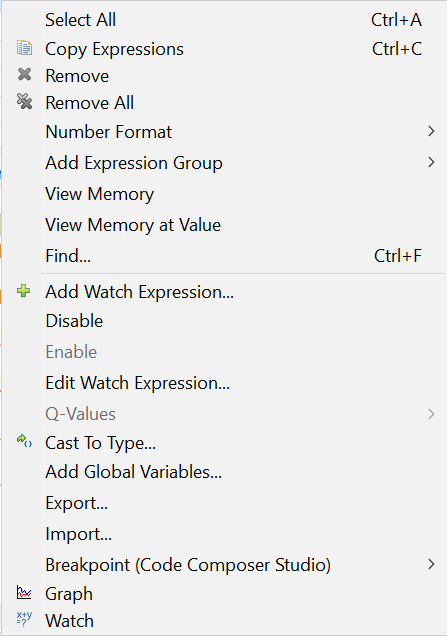 Select All Ctrl+A
Copy Expressions Ctrl+C
Remove
Remove All
Number Format
Add Expression Group
View Memory
View Memory at Value
Find... Ctrl+F
Add Watch Expression...
Disable
Enable
Edit Watch Expression...
Q-Values
Cast To Type...
Add Global Variables...
Export...
Import...
Breakpoint (Code Composer Studio)
Graph
x+y
=?
Watch